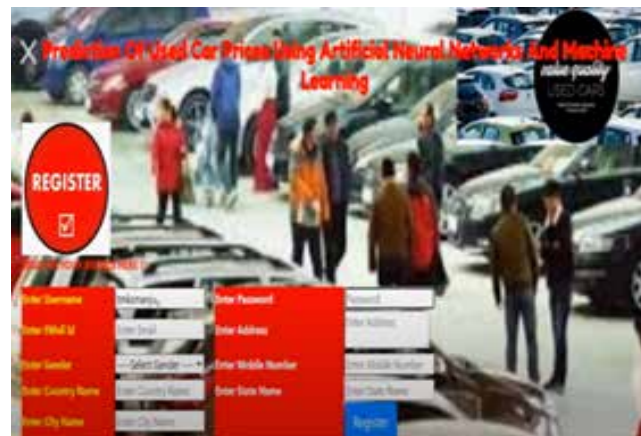 X Prediction Of Used Car Prices Using Artificial Neural Networks And Machine
Learning
USED CARS
REGISTER
Enter Username
Enter Password Password
Enter EMail Id Enter Email Enter Address Enter Address
Enter Gender ---Select Gender--- Enter Mobile Number Enter Mobile Number
Enter Country Name Enter Country Name Enter State Name Enter State Name
Enter City Name Enter City Name Register